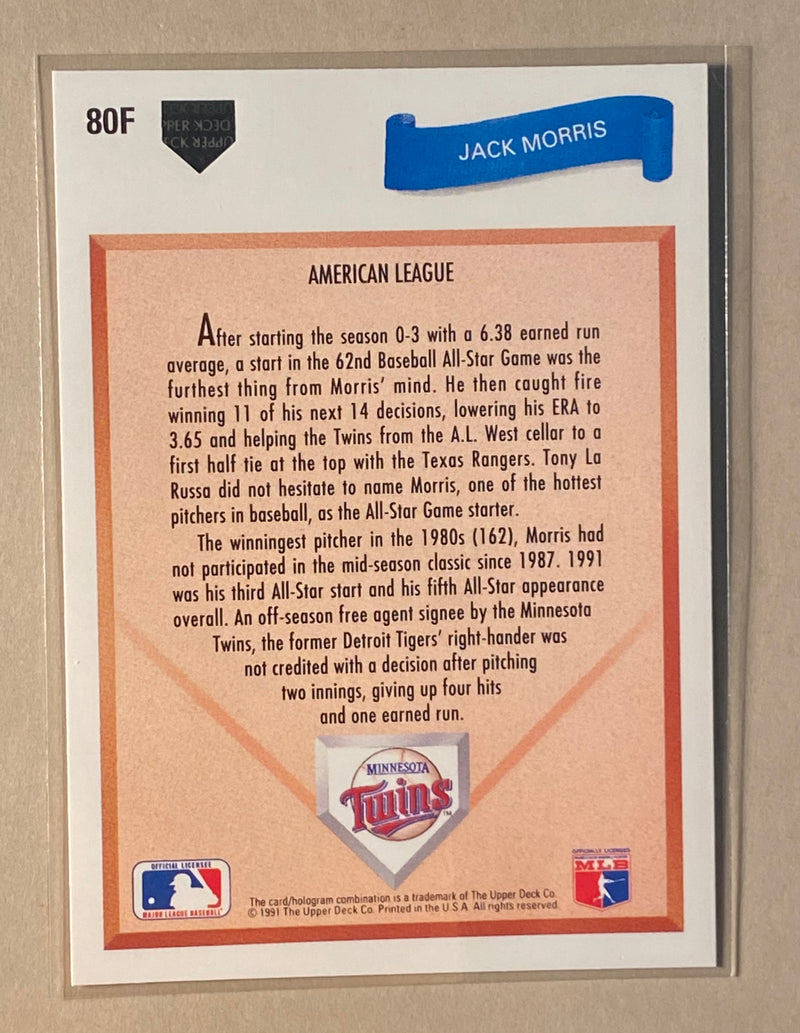 80F
JACK MORRIS
AMERICAN LEAGUE
After starting the season 0-3 with a 6.38 earned run
average, a start in the 62nd Baseball All-Star Game was the
furthest thing from Morris' mind. He then caught fire
winning 11 of his next 14 decisions, lowering his ERA to
3.65 and helping the Twins from the A.L. West cellar to a
first half tie at the top with the Texas Rangers. Tony La
Russa did not hesitate to name Morris, one of the hottest
pitchers in baseball, as the All-Star Game starter.
The winningest pitcher in the 1980s (162), Morris had
not participated in the mid-season classic since 1987. 1991
was his third All-Star start and his fifth All-Star appearance
overall. An off-season free agent signee by the Minnesota
Twins, the former Detroit Tigers' right-hander was
not credited with a decision after pitching
two innings, giving up four hits
and one earned run.
MINNESOTA
Twins
TM
OFFICIAL LICENSEE
MAJOR LEAGUE BASEBALL
The card/hologram combination is a trademark of The Upper Deck Co.
© 1991 The Upper Deck Co. Printed in the U.S.A. All rights reserved.
OFFICIALLY LICENSED
MLB